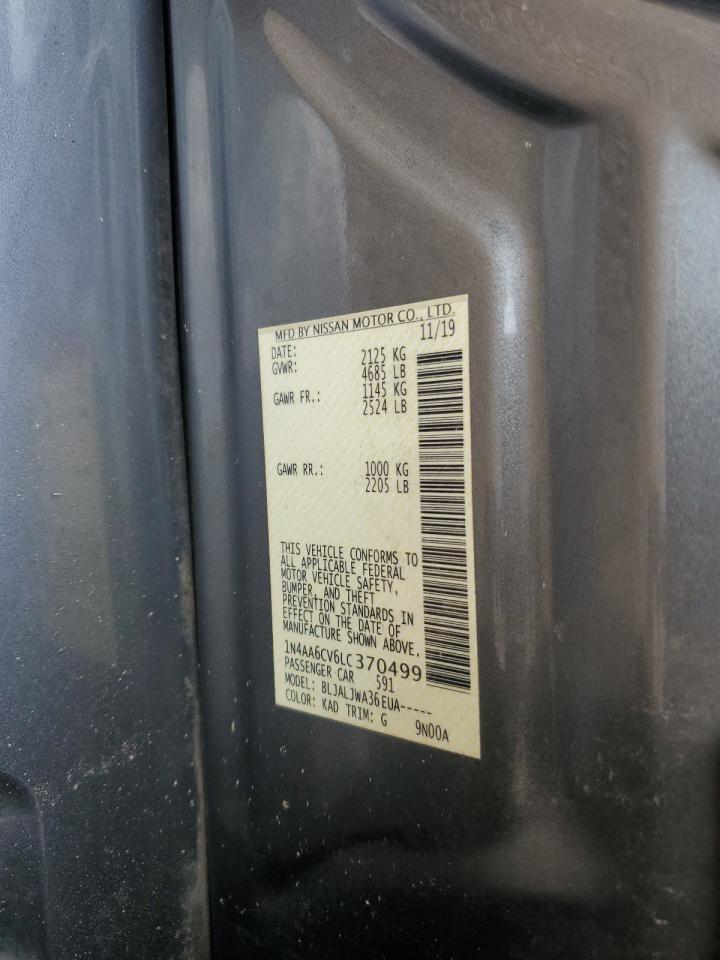 MFD BY NISSAN MOTOR CO., LTD.
DATE: 11/19
GVWR: 2125 KG
4685 LB
GAWR FR.: 1145 KG
2524 LB
GAWR RR.: 1000 KG
2205 LB
THIS VEHICLE CONFORMS TO
ALL APPLICABLE FEDERAL
MOTOR VEHICLE SAFETY,
BUMPER, AND THEFT
PREVENTION STANDARDS IN
EFFECT ON THE DATE OF
MANUFACTURE SHOWN ABOVE.
1N4AA6CV6LC370499
PASSENGER CAR 591
MODEL: BLJALJWA36EUA-----
COLOR: KAD TRIM: G 9N00A